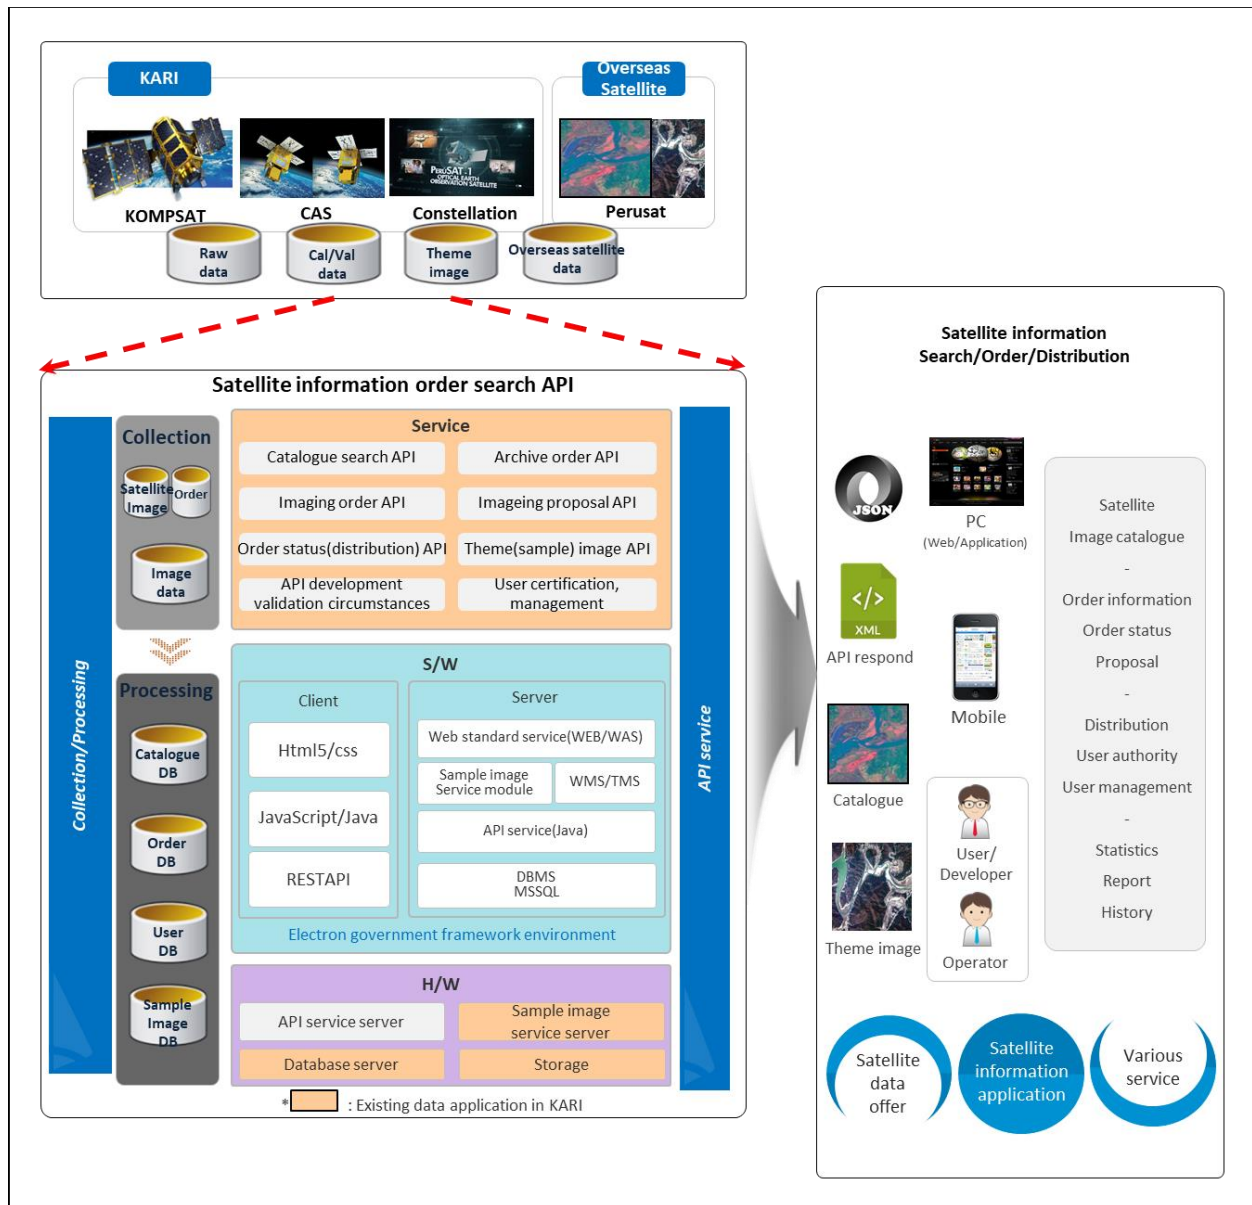 KARI
Overseas
Satellite
PERUSAT-1
OPTICAL EARTH
OBSERVATION SATELLITE
KOMPSAT
CAS
Constellation
Perusat
Raw
data
Cal/Val
data
Theme
image
Overseas satellite
data
Satellite information order search API
Collection/Processing
Collection
Satellite
Image
Order
Image
data
Processing
Catalogue
DB
Order
DB
User
DB
Sample
Image
DB
Service
Catalogue search API
Archive order API
Imaging order API
Imageing proposal API
Order status(distribution) API
Theme(sample) image API
API development
validation circumstances
User certification,
management
S/W
Client
Html5/css
JavaScript/Java
RESTAPI
Server
Web standard service(WEB/WAS)
Sample image
Service module
WMS/TMS
API service(Java)
DBMS
MSSQL
Electron government framework environment
H/W
API service server
Sample image
service server
Database server
Storage
* : Existing data application in KARI
API service
Satellite information
Search/Order/Distribution
JSON
PC
(Web/Application)
</>
XML
API respond
Mobile
Catalogue
User/
Developer
Theme image
Operator
Satellite
Image catalogue
-
Order information
Order status
Proposal
-
Distribution
User authority
User management
-
Statistics
Report
History
Satellite
data
offer
Satellite
information
application
Various
service